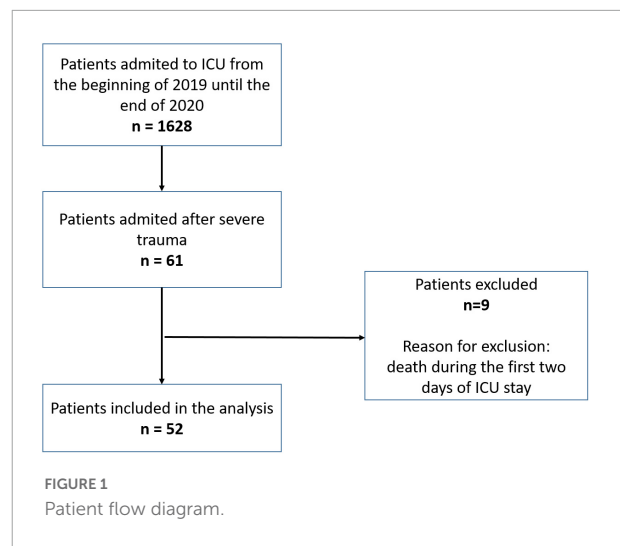 Patients admited to ICU from
the beginning of 2019 until the
end of 2020
n = 1628
Patients admited after severe
trauma
n = 61
Patients excluded
n=9
Reason for exclusion:
death during the first two
days of ICU stay
Patients included in the analysis
n = 52
FIGURE 1
Patient flow diagram.